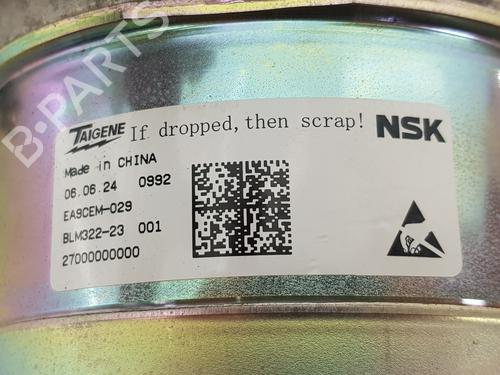 B-PARTS
TAIGENE If dropped, then scrap! NSK
Made in CHINA
06.06.24 0992
EA9CEM-029
BLM322-23 001
27000000000